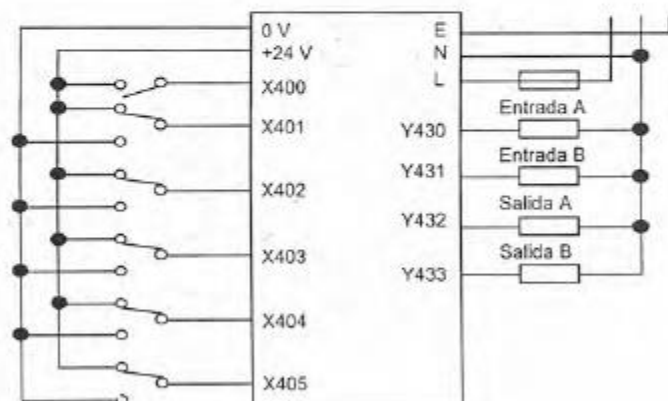 0 V
+24 V
X400
X401
X402
X403
X404
X405
E
N
L
Y430
Y431
Y432
Y433
Entrada A
Entrada B
Salida A
Salida B